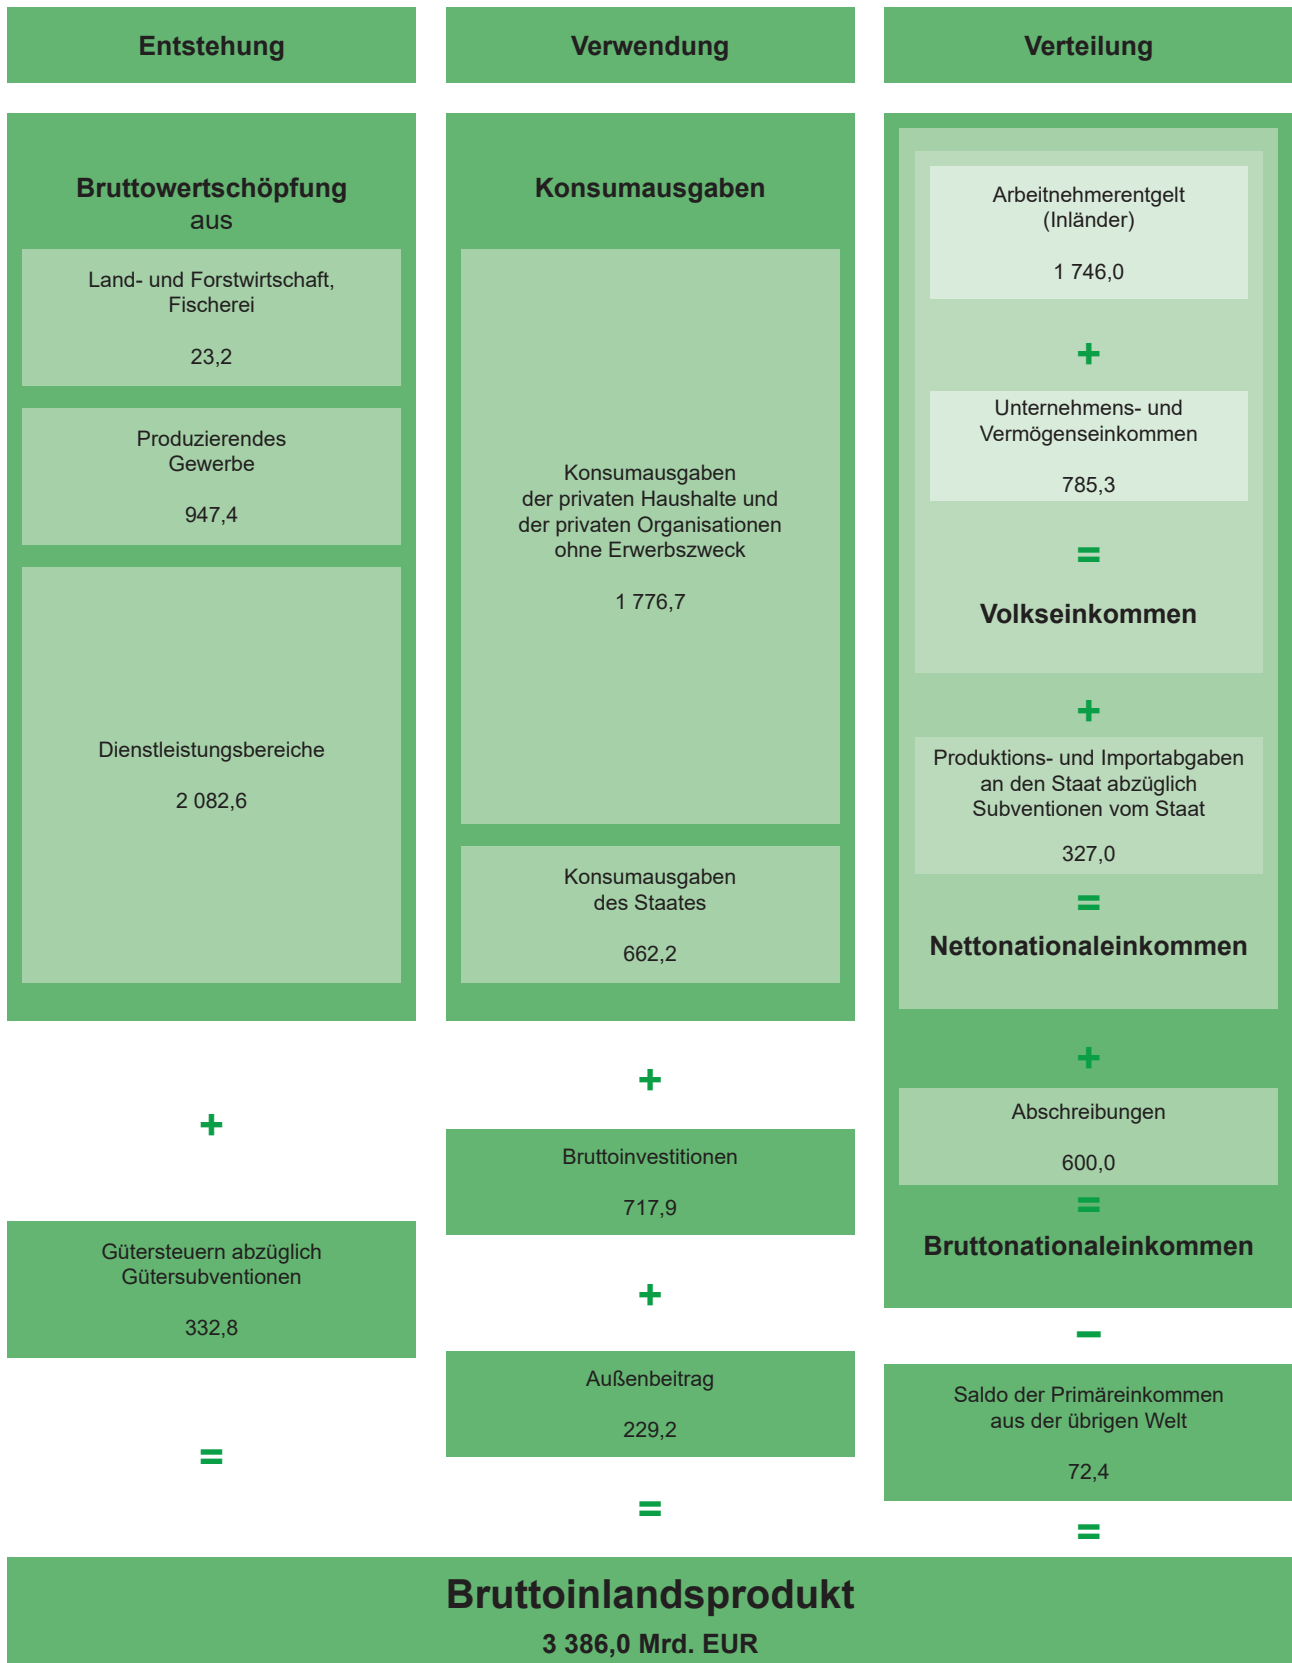 Entstehung
Bruttowertschöpfung
aus
Land- und Forstwirtschaft,
Fischerei
23,2
Produzierendes
Gewerbe
947,4
Dienstleistungsbereiche
2 082,6
+
Gütersteuern abzüglich
Gütersubventionen
332,8
=
Verwendung
Konsumausgaben
Konsumausgaben
der privaten Haushalte und
der privaten Organisationen
ohne Erwerbszweck
1 776,7
Konsumausgaben
des Staates
662,2
+
Bruttoinvestitionen
717,9
+
Außenbeitrag
229,2
=
Verteilung
Arbeitnehmerentgelt
(Inländer)
1 746,0
+
Unternehmens- und
Vermögenseinkommen
785,3
=
Volkseinkommen
+
Produktions- und Importabgaben
an den Staat abzüglich
Subventionen vom Staat
327,0
=
Nettonationaleinkommen
+
Abschreibungen
600,0
=
Bruttonationaleinkommen
−
Saldo der Primäreinkommen
aus der übrigen Welt
72,4
=
Bruttoinlandsprodukt
3 386,0 Mrd. EUR